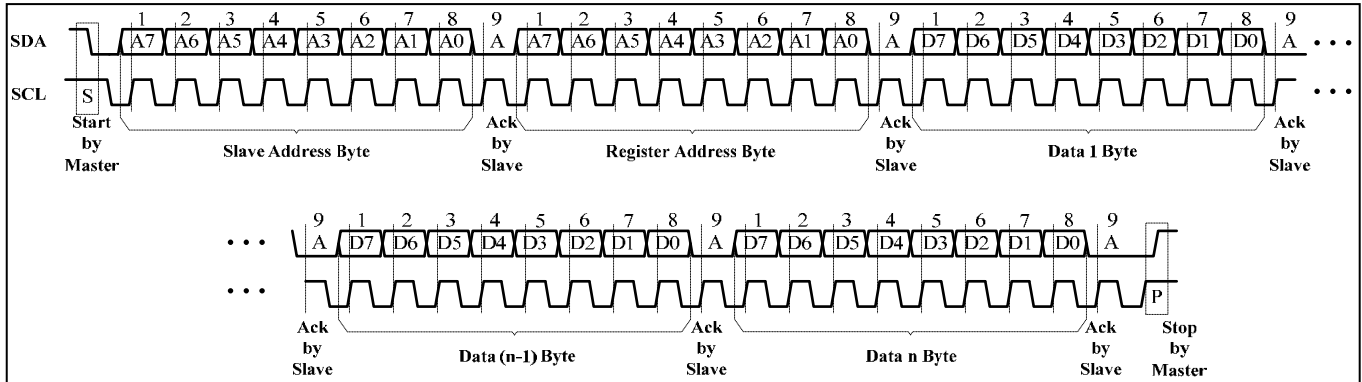 1 2 3 4 5 6 7 8 9 1 2 3 4 5 6 7 8 9 1 2 3 4 5 6 7 8 9
SDA A7 A6 A5 A4 A3 A2 A1 A0 A A7 A6 A5 A4 A3 A2 A1 A0 A D7 D6 D5 D4 D3 D2 D1 D0 A • • •
SCL S • • •
Start by Master
Slave Address Byte
Ack by Slave
Register Address Byte
Ack by Slave
Data 1 Byte
Ack by Slave
9 1 2 3 4 5 6 7 8 9 1 2 3 4 5 6 7 8 9
• • • A D7 D6 D5 D4 D3 D2 D1 D0 A D7 D6 D5 D4 D3 D2 D1 D0 A
• • • P
Ack by Slave
Data (n-1) Byte
Ack by Slave
Data n Byte
Ack by Slave
Stop by Master